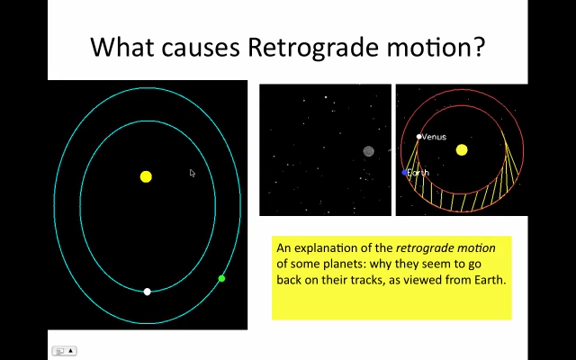 What causes Retrograde motion?
Venus
Earth
An explanation of the retrograde motion
of some planets: why they seem to go
back on their tracks, as viewed from Earth.